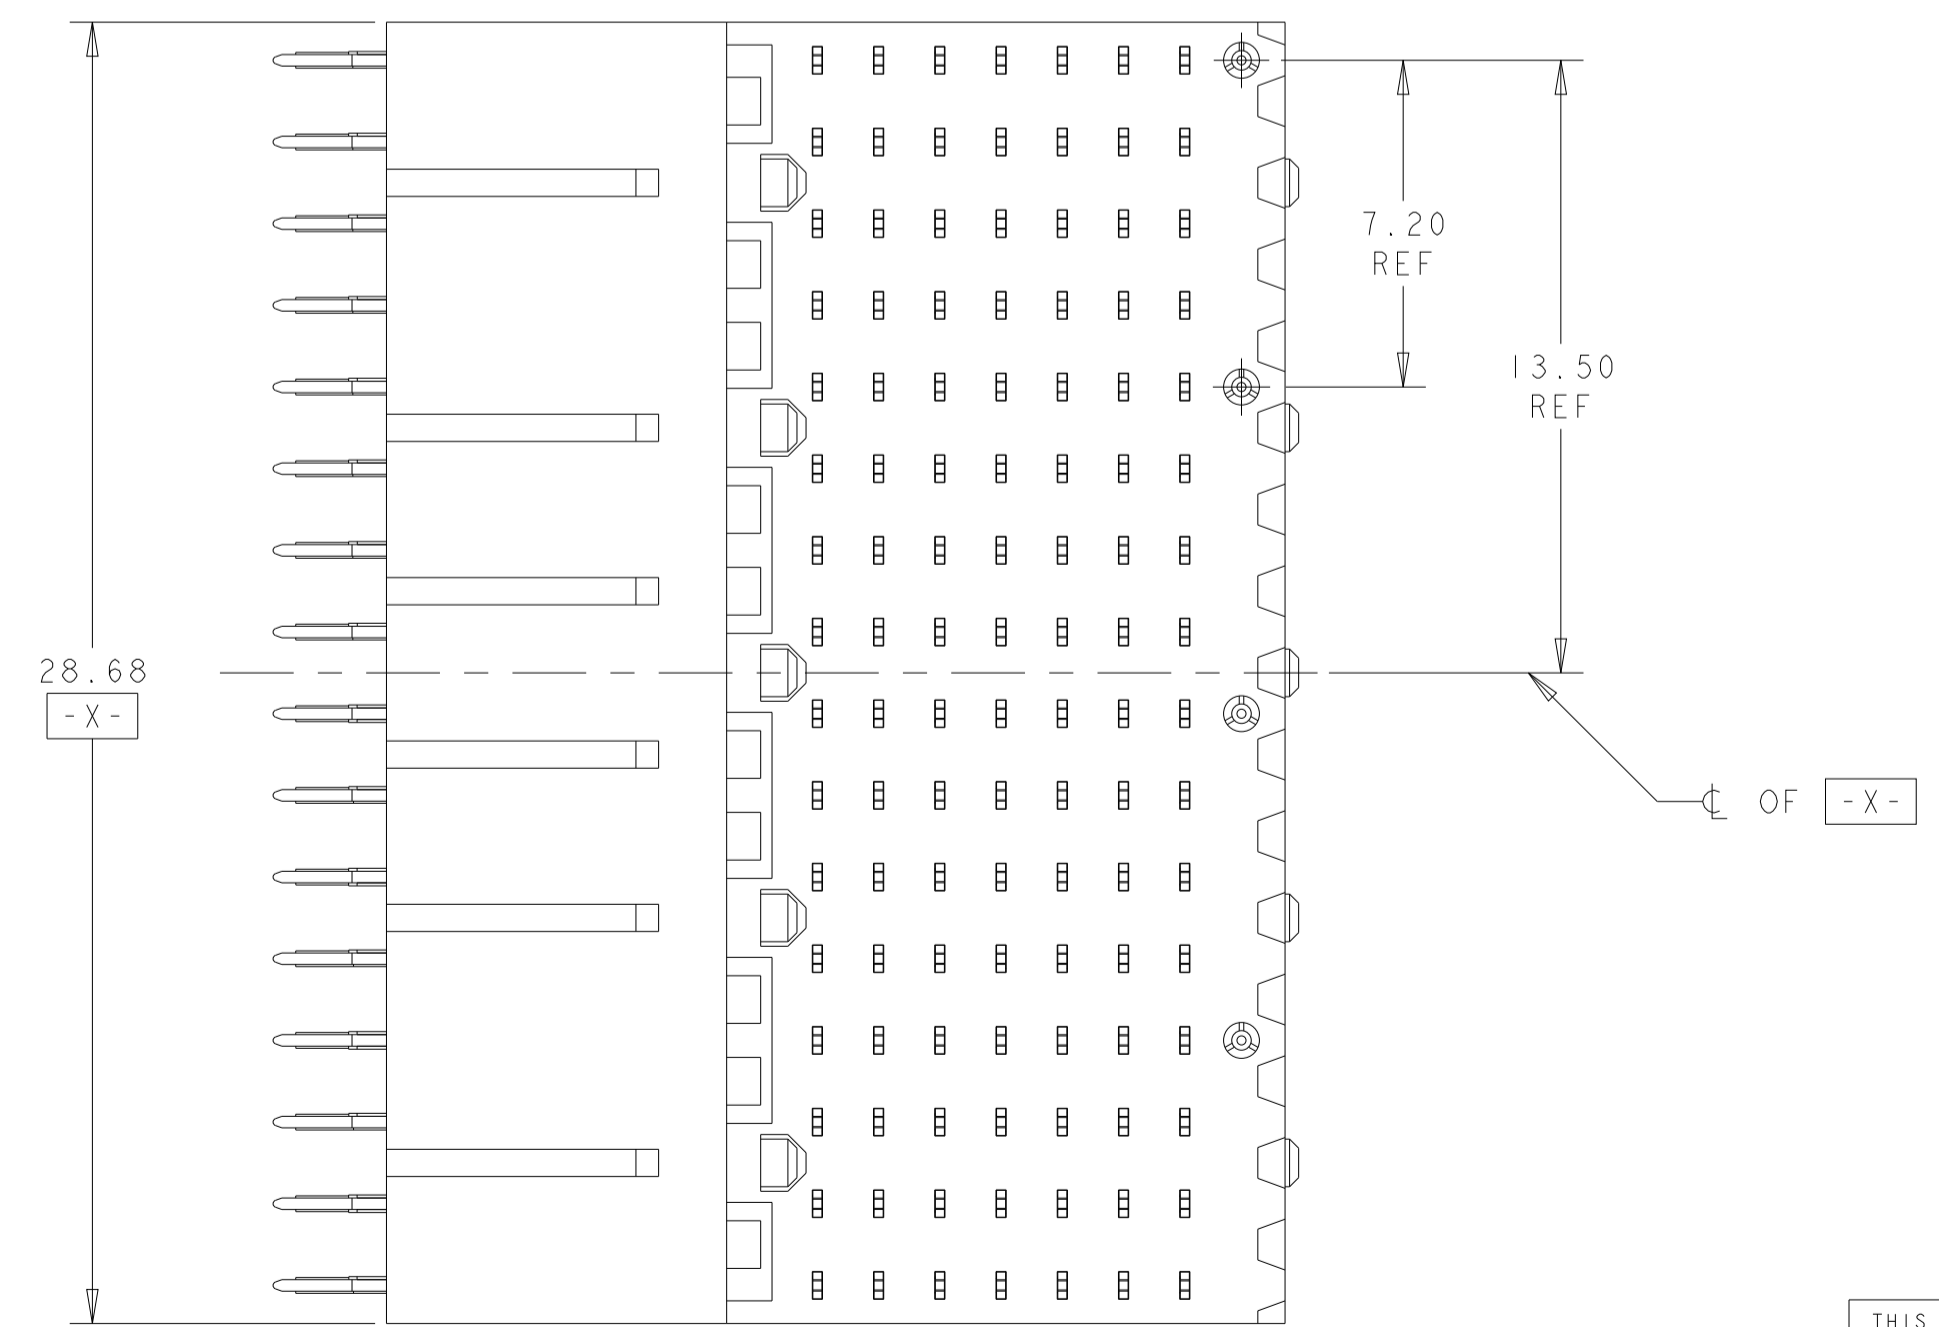 7.20
REF
13.50
REF
28.68
-X-
℄ OF -X-
THIS